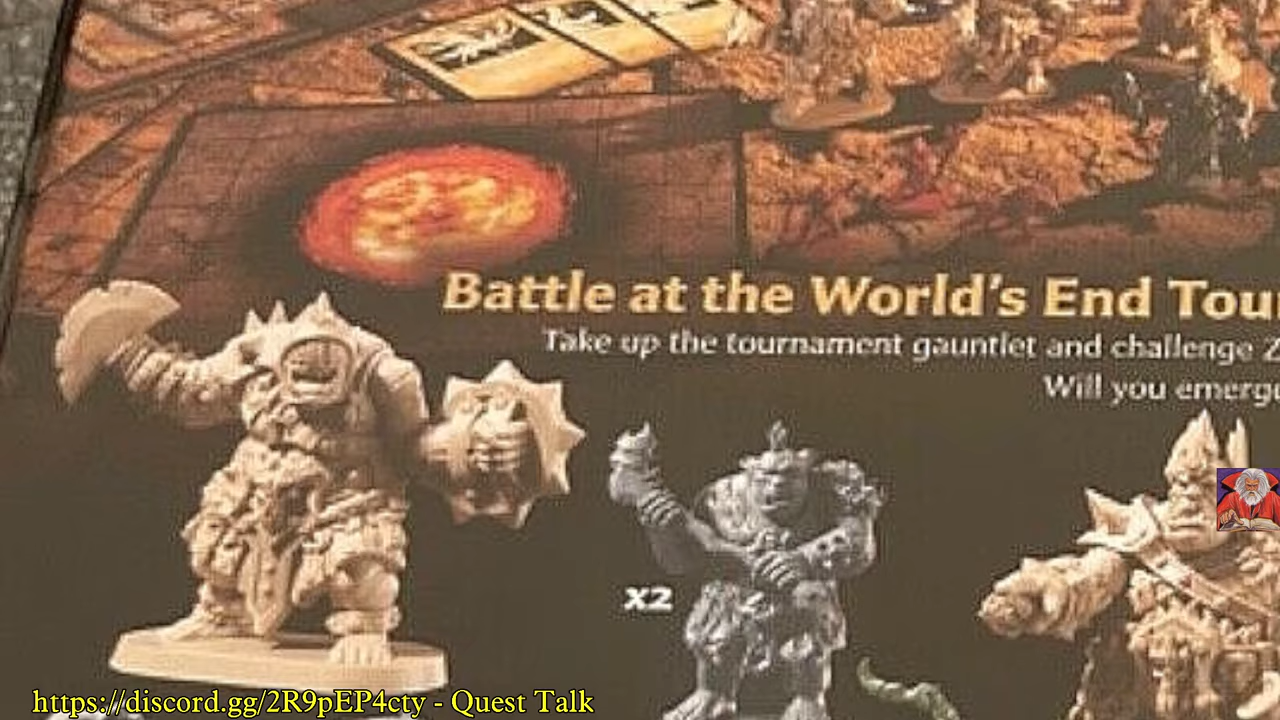 Battle at the World's End Tou
Take up the tournament gauntlet and challenge Z
Will you emerg
x2
https://discord.gg/2R9pEP4cty - Quest Talk